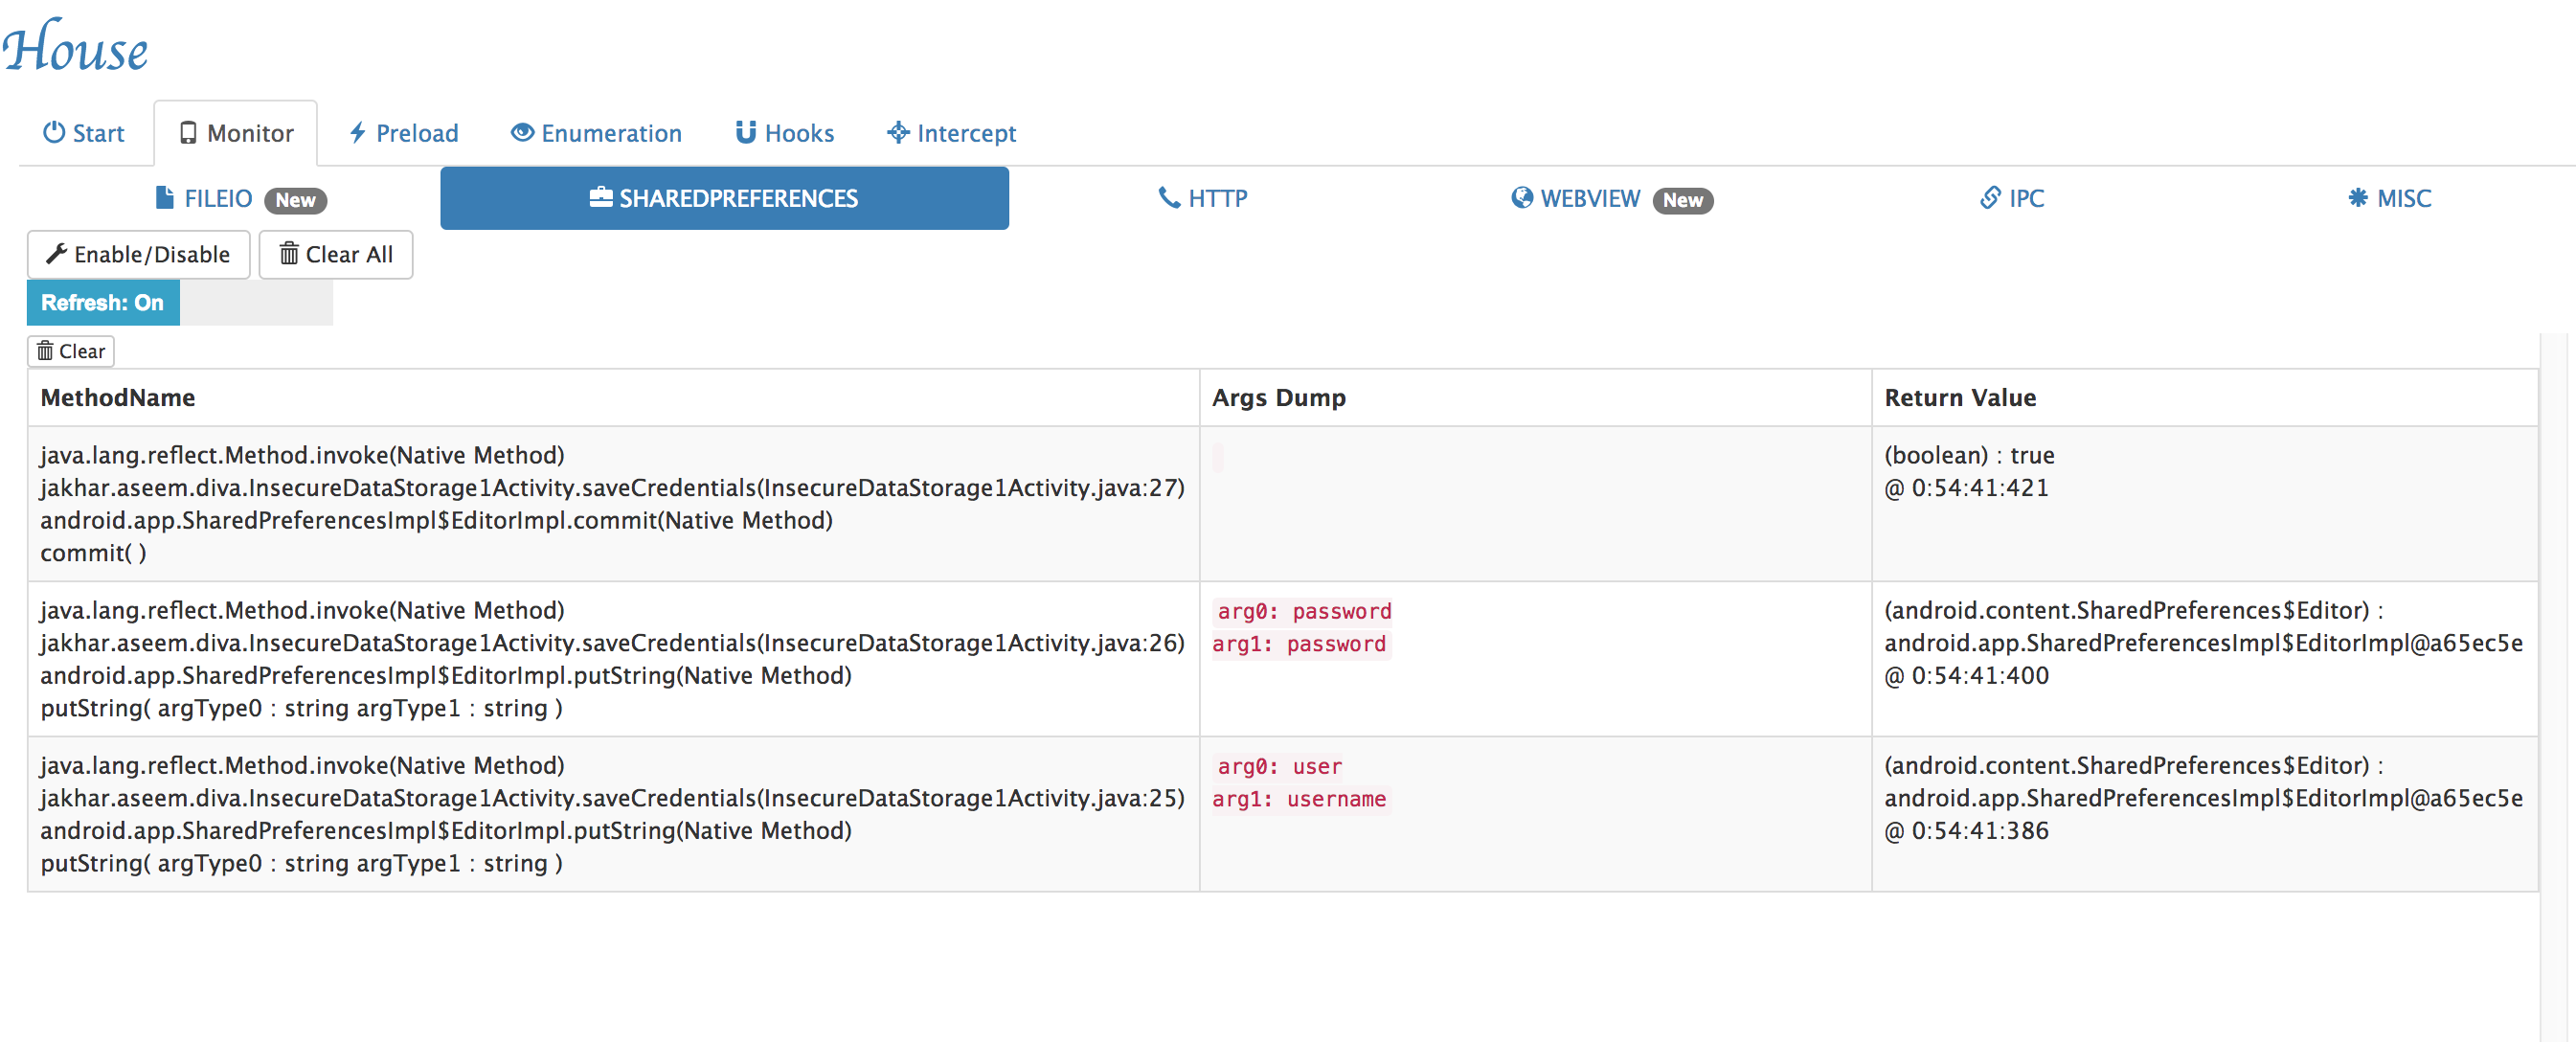 House
Start Monitor Preload Enumeration Hooks Intercept
FILEIO New SHAREDPREFERENCES HTTP WEBVIEW New IPC MISC
Enable/Disable Clear All
Refresh: On
Clear
MethodName Args Dump Return Value
java.lang.reflect.Method.invoke(Native Method)
jakhar.aseem.diva.InsecureDataStorage1Activity.saveCredentials(InsecureDataStorage1Activity.java:27)
android.app.SharedPreferencesImpl$EditorImpl.commit(Native Method)
commit( )
(boolean) : true
@ 0:54:41:421
java.lang.reflect.Method.invoke(Native Method)
jakhar.aseem.diva.InsecureDataStorage1Activity.saveCredentials(InsecureDataStorage1Activity.java:26)
android.app.SharedPreferencesImpl$EditorImpl.putString(Native Method)
putString( argType0 : string argType1 : string )
arg0: password
arg1: password
(android.content.SharedPreferences$Editor) :
android.app.SharedPreferencesImpl$EditorImpl@a65ec5e
@ 0:54:41:400
java.lang.reflect.Method.invoke(Native Method)
jakhar.aseem.diva.InsecureDataStorage1Activity.saveCredentials(InsecureDataStorage1Activity.java:25)
android.app.SharedPreferencesImpl$EditorImpl.putString(Native Method)
putString( argType0 : string argType1 : string )
arg0: user
arg1: username
(android.content.SharedPreferences$Editor) :
android.app.SharedPreferencesImpl$EditorImpl@a65ec5e
@ 0:54:41:386